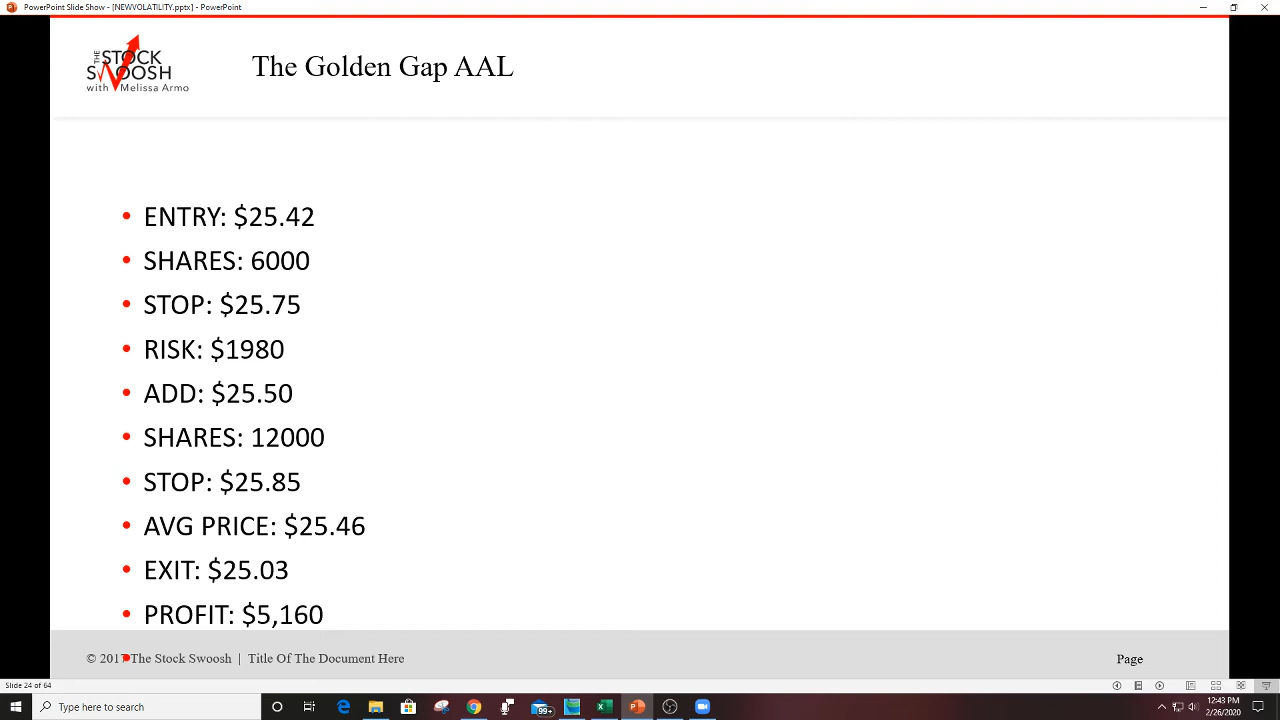 PowerPoint Slide Show - [NEWVOLATILITY.pptx] - PowerPoint
THE STOCK
SWOOSH
with Melissa Armo
The Golden Gap AAL
• ENTRY: $25.42
• SHARES: 6000
• STOP: $25.75
• RISK: $1980
• ADD: $25.50
• SHARES: 12000
• STOP: $25.85
• AVG PRICE: $25.46
• EXIT: $25.03
• PROFIT: $5,160
© 2017 The Stock Swoosh | Title Of The Document Here
Page
Slide 24 of 64
Type here to search
99+
12:43 PM
2/26/2020